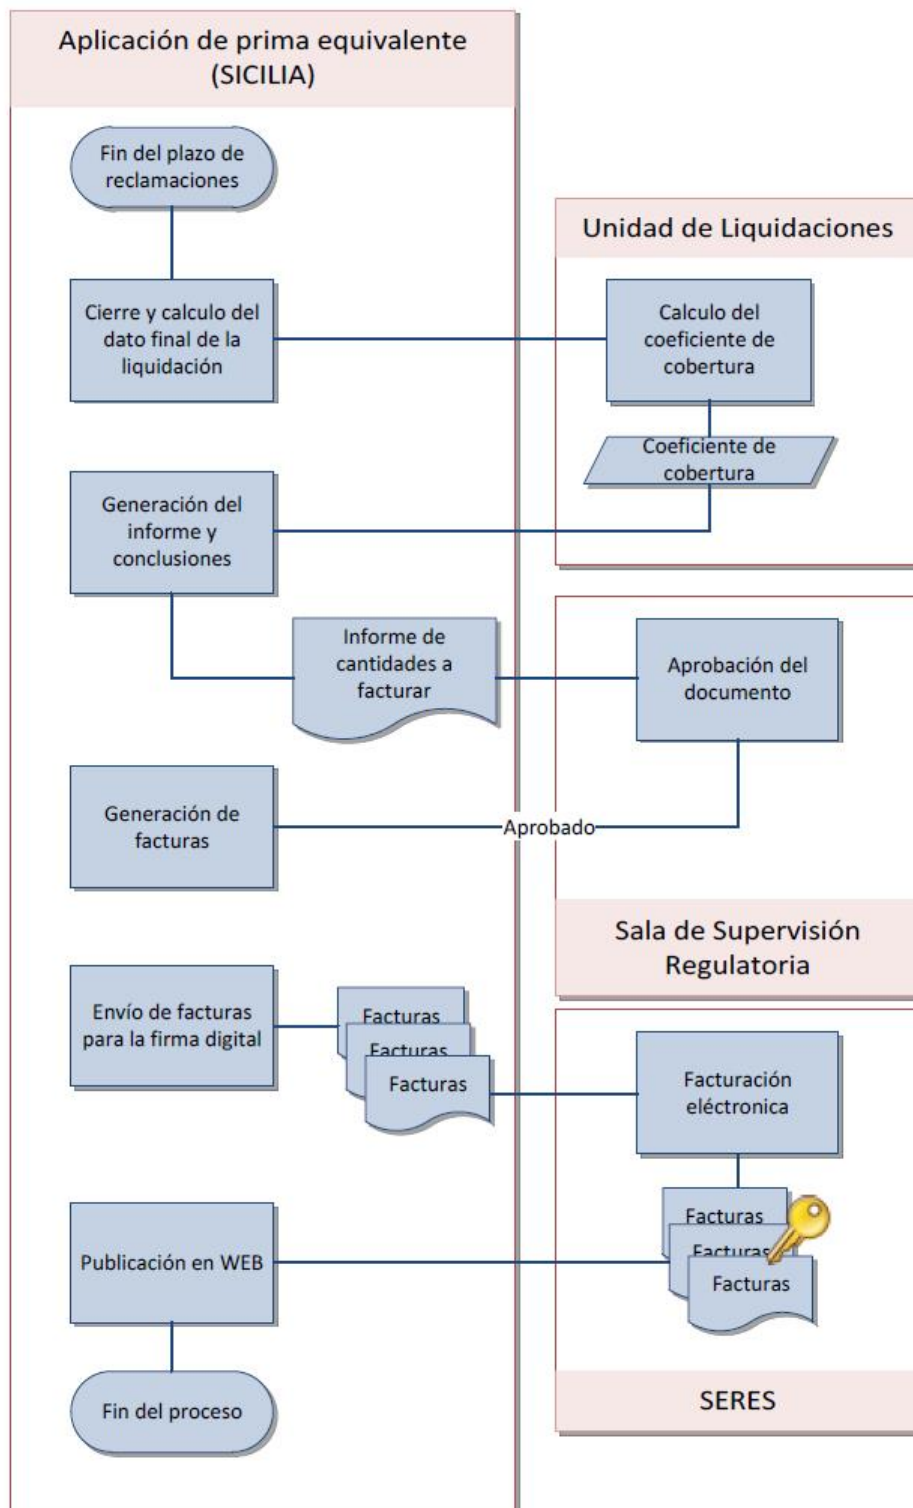 Aplicación de prima equivalente
(SICILIA)
Fin del plazo de
reclamaciones
Unidad de Liquidaciones
Cierre y calculo del
dato final de la
liquidación
Calculo del
coeficiente de
cobertura
Coeficiente de
cobertura
Generación del
informe y
conclusiones
Informe de
cantidades a
facturar
Aprobación del
documento
Generación de
facturas
Aprobado
Sala de Supervisión
Regulatoria
Envío de facturas
para la firma digital
Facturas
Facturas
Facturas
Facturación
eléctronica
Facturas
Facturas
Facturas
Publicación en WEB
Fin del proceso
SERES